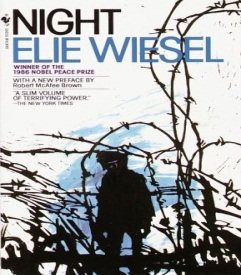 NIGHT
ELIE WIESEL
WINNER OF THE
1986 NOBEL PEACE PRIZE
WITH A NEW PREFACE BY
Robert McAfee Brown
"A SLIM VOLUME
OF TERRIFYING POWER."
—THE NEW YORK TIMES